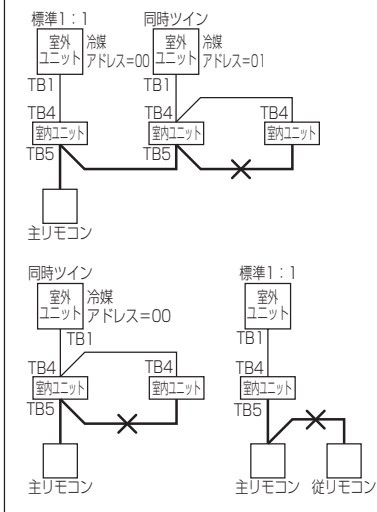 標準1：1
同時ツイン
室外
ユニット
冷媒
アドレス=00
室外
ユニット
冷媒
アドレス=01
TB1
TB1
TB4
TB4
TB4
室内ユニット
室内ユニット
室内ユニット
TB5
TB5
主リモコン
同時ツイン
標準1：1
室外
ユニット
冷媒
アドレス=00
室外
ユニット
TB1
TB1
TB4
TB4
TB4
室内ユニット
室内ユニット
室内ユニット
TB5
TB5
主リモコン
主リモコン
従リモコン